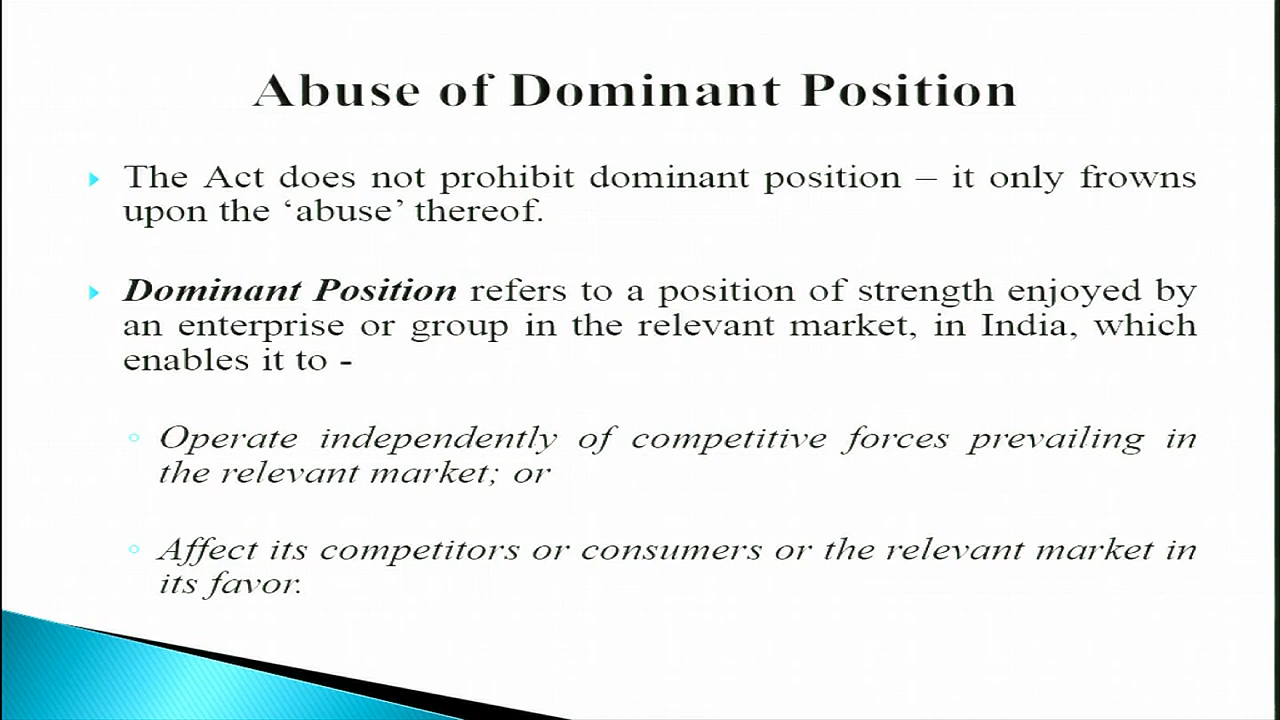 Abuse of Dominant Position
The Act does not prohibit dominant position – it only frowns
upon the ‘abuse’ thereof.
Dominant Position refers to a position of strength enjoyed by
an enterprise or group in the relevant market, in India, which
enables it to -
Operate independently of competitive forces prevailing in
the relevant market; or
Affect its competitors or consumers or the relevant market in
its favor.